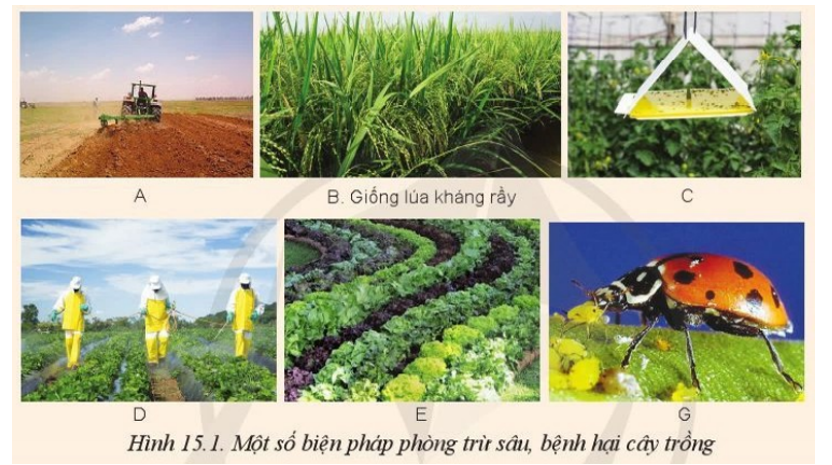 A
B. Giống lúa kháng rầy
C
D
E
G
Hình 15.1. Một số biện pháp phòng trừ sâu, bệnh hại cây trồng